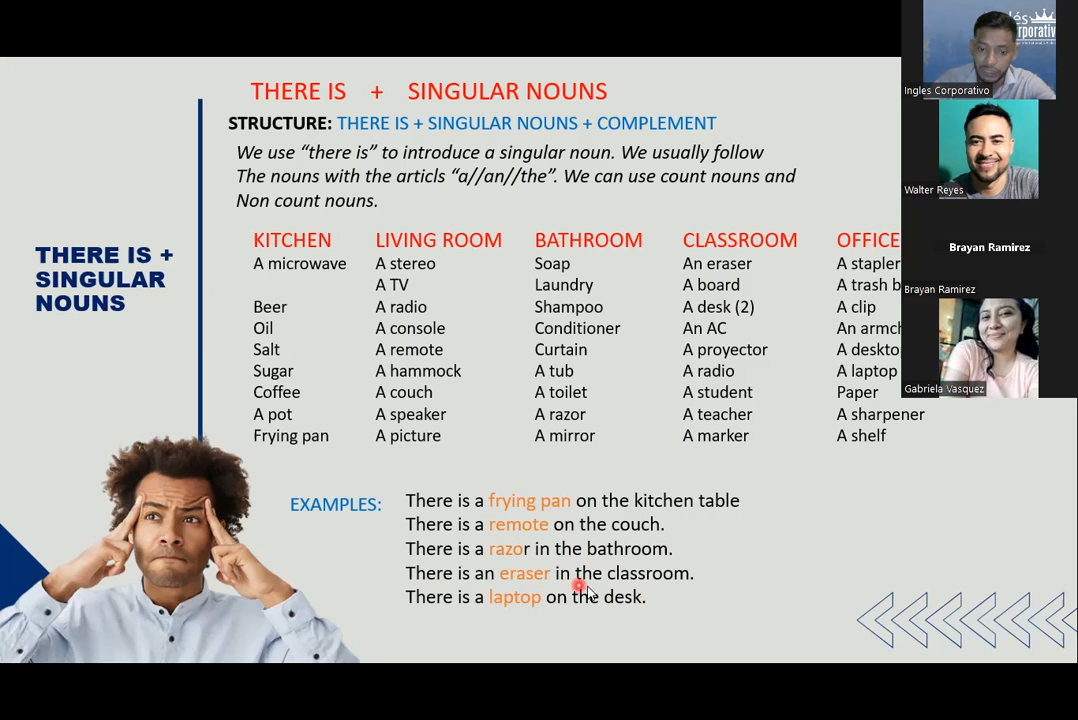 THERE IS + SINGULAR NOUNS
STRUCTURE: THERE IS + SINGULAR NOUNS + COMPLEMENT
We use “there is” to introduce a singular noun. We usually follow
The nouns with the articls “a//an//the”. We can use count nouns and
Non count nouns.
THERE IS +
SINGULAR
NOUNS
KITCHEN LIVING ROOM BATHROOM CLASSROOM OFFICE
A microwave A stereo Soap An eraser A stapler
A TV Laundry A board A trash
Beer A radio Shampoo A desk (2) A clip
Oil A console Conditioner An AC An
Salt A remote Curtain A proyector A
Sugar A hammock A tub A radio A laptop
Coffee A couch A toilet A student Paper
A pot A speaker A razor A teacher A sharpener
Frying pan A picture A mirror A marker A shelf
EXAMPLES:
There is a frying pan on the kitchen table
There is a remote on the couch.
There is a razor in the bathroom.
There is an eraser in the classroom.
There is a laptop on the desk.
Ingles Corporativo
Walter Reyes
Brayan Ramirez
Brayan Ramirez
Gabriela Vasquez